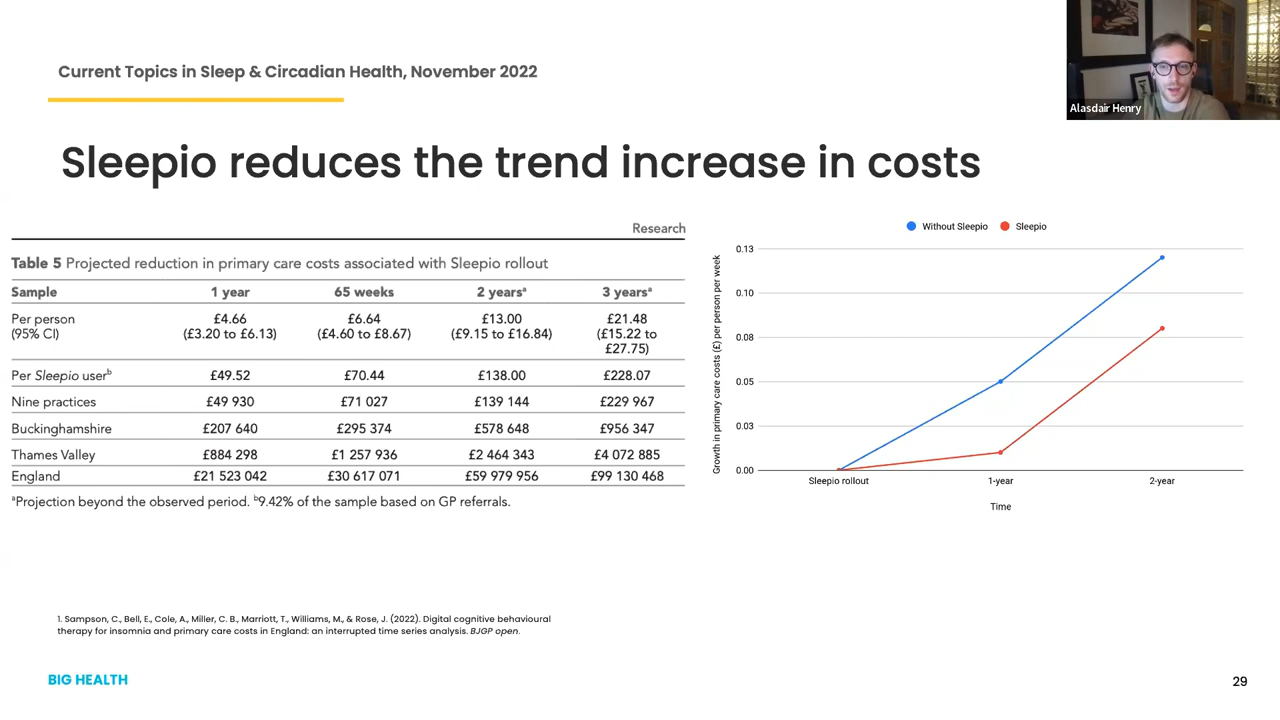 Alasdair Henry
Current Topics in Sleep & Circadian Health, November 2022
Sleepio reduces the trend increase in costs
Research
Table 5 Projected reduction in primary care costs associated with Sleepio rollout
Sample 1 year 65 weeks 2 yearsᵃ 3 yearsᵃ
Per person £4.66 £6.64 £13.00 £21.48
(95% CI) (£3.20 to £6.13) (£4.60 to £8.67) (£9.15 to £16.84) (£15.22 to
£27.75)
Per Sleepio userᵇ £49.52 £70.44 £138.00 £228.07
Nine practices £49 930 £71 027 £139 144 £229 967
Buckinghamshire £207 640 £295 374 £578 648 £956 347
Thames Valley £884 298 £1 257 936 £2 464 343 £4 072 885
England £21 523 042 £30 617 071 £59 979 956 £99 130 468
ᵃProjection beyond the observed period. ᵇ9.42% of the sample based on GP referrals.
Without Sleepio Sleepio
Growth in primary care costs (£) per person per week
0.13
0.10
0.08
0.05
0.03
0.00
Sleepio rollout 1-year 2-year
Time
1. Sampson, C., Bell, E., Cole, A., Miller, C. B., Marriott, T., Williams, M., & Rose, J. (2022). Digital cognitive behavioural
therapy for insomnia and primary care costs in England: an interrupted time series analysis. BJGP open.
BIG HEALTH
29